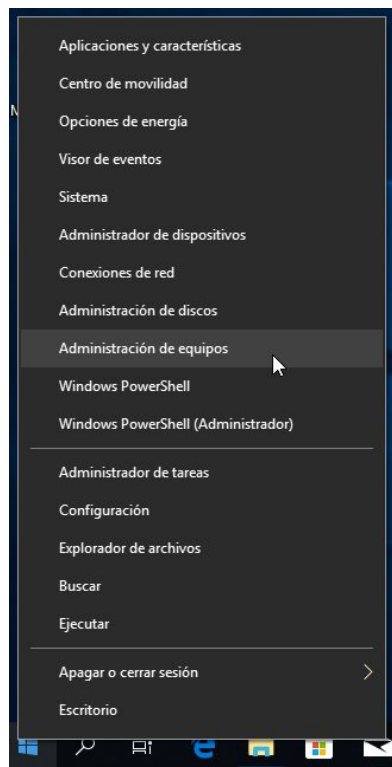 Aplicaciones y características
Centro de movilidad
Opciones de energía
Visor de eventos
Sistema
Administrador de dispositivos
Conexiones de red
Administración de discos
Administración de equipos
Windows PowerShell
Windows PowerShell (Administrador)
Administrador de tareas
Configuración
Explorador de archivos
Buscar
Ejecutar
Apagar o cerrar sesión
Escritorio